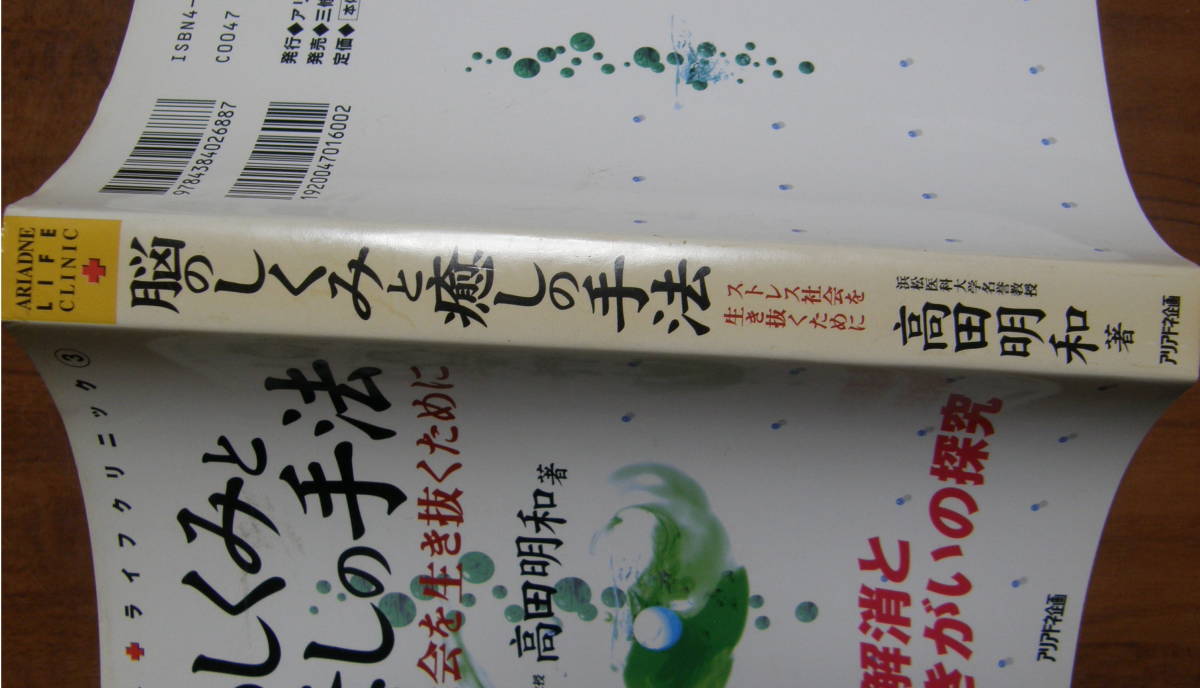 ISBN4-
C0047
発行◆アリ
発売◆三修
定価◆本体
9784384026887
1920047016002
ARIADNE
LIFE
CLINIC
脳のしくみと癒しの手法
ストレス社会を
生き抜くために
浜松医科大学名誉教授
高田明和 著
アリアドネ企画
ライフクリニック③
しくみと
しの手法
会を生き抜くために
教授
高田明和 著
解消と
きがいの探究
アリアドネ企画